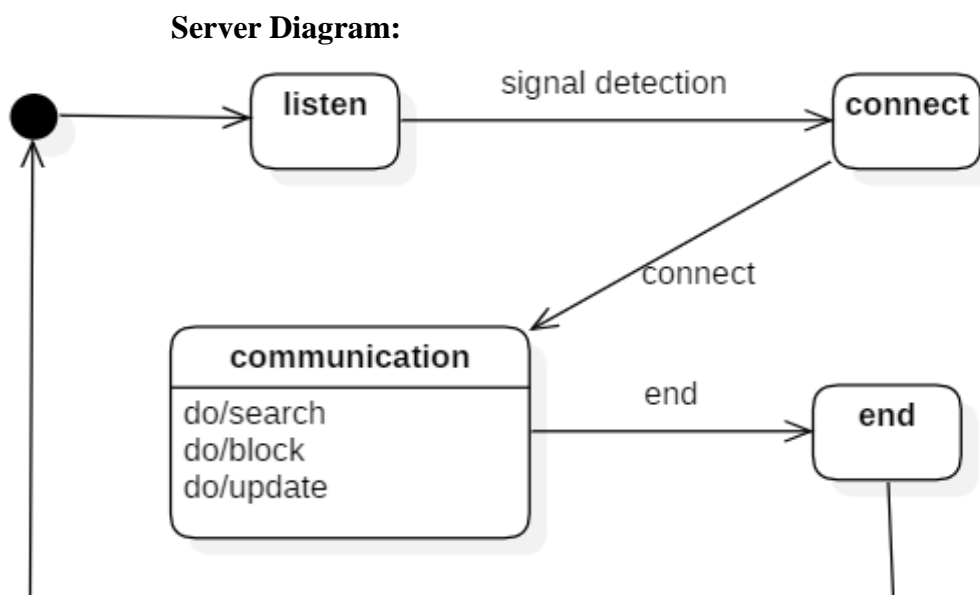 Server Diagram:
listen
signal detection
connect
connect
communication
do/search
do/block
do/update
end
end